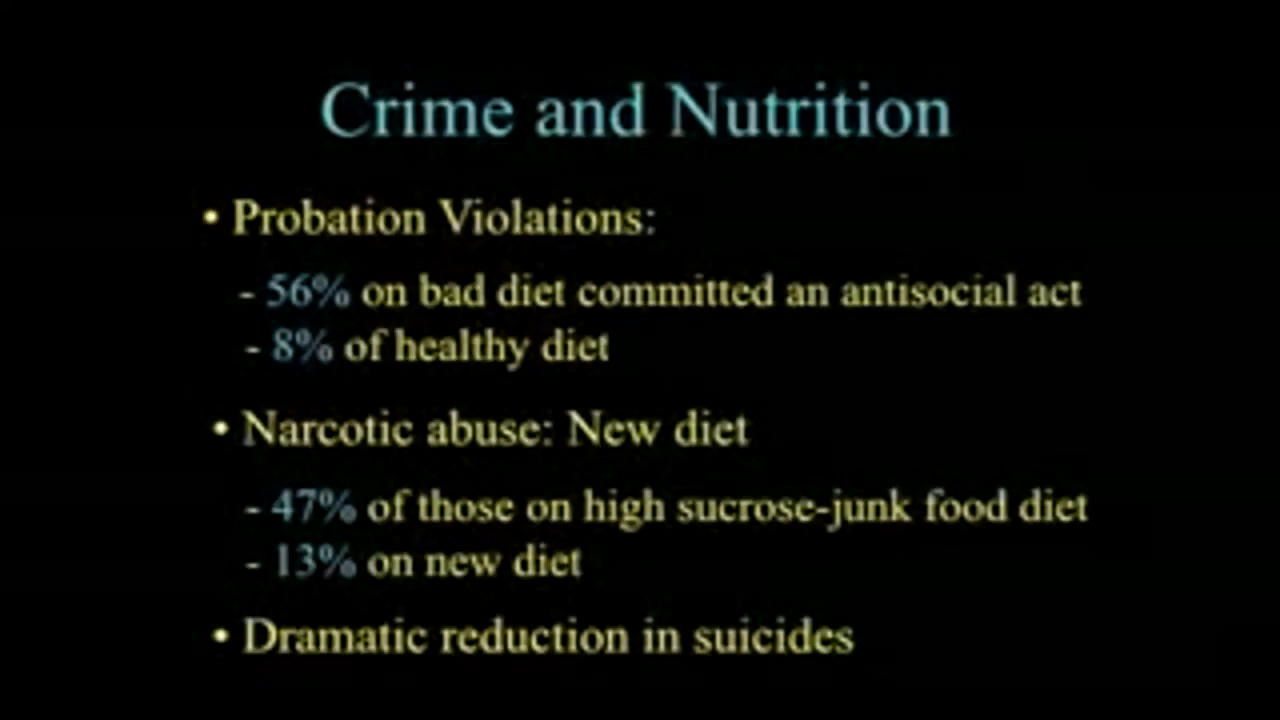 Crime and Nutrition
• Probation Violations:
- 56% on bad diet committed an antisocial act
- 8% of healthy diet
• Narcotic abuse: New diet
- 47% of those on high sucrose-junk food diet
- 13% on new diet
• Dramatic reduction in suicides